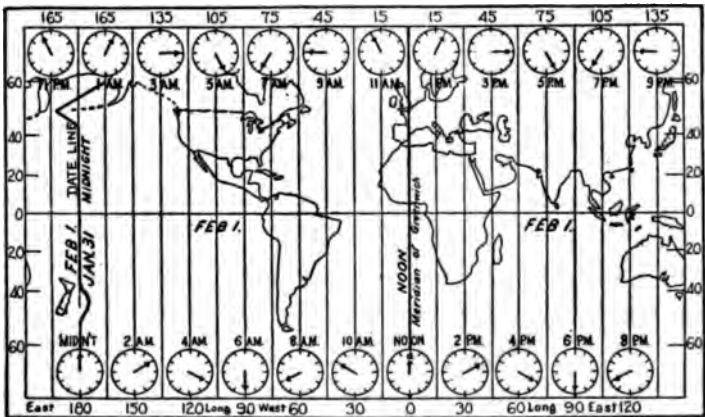 165 165 135 105 75 45 15 15 45 75 105 135
11 P.M. 1 A.M. 3 A.M. 5 A.M. 7 A.M. 9 A.M. 11 A.M. 1 P.M. 3 P.M. 5 P.M. 7 P.M. 9 P.M.
60 60
40 40
20 20
0 0
20 20
40 40
60 60
DATE LINE
MIDNIGHT
FEB 1.
JAN. 31
FEB 1.
NOON
Meridian of Greenwich
FEB 1.
MIDN'T 2 A.M. 4 A.M. 6 A.M. 8 A.M. 10 A.M. NOON 2 P.M. 4 P.M. 6 P.M. 8 P.M.
East 180 150 120 Long 90 West 60 30 0 30 60 Long 90 East 120